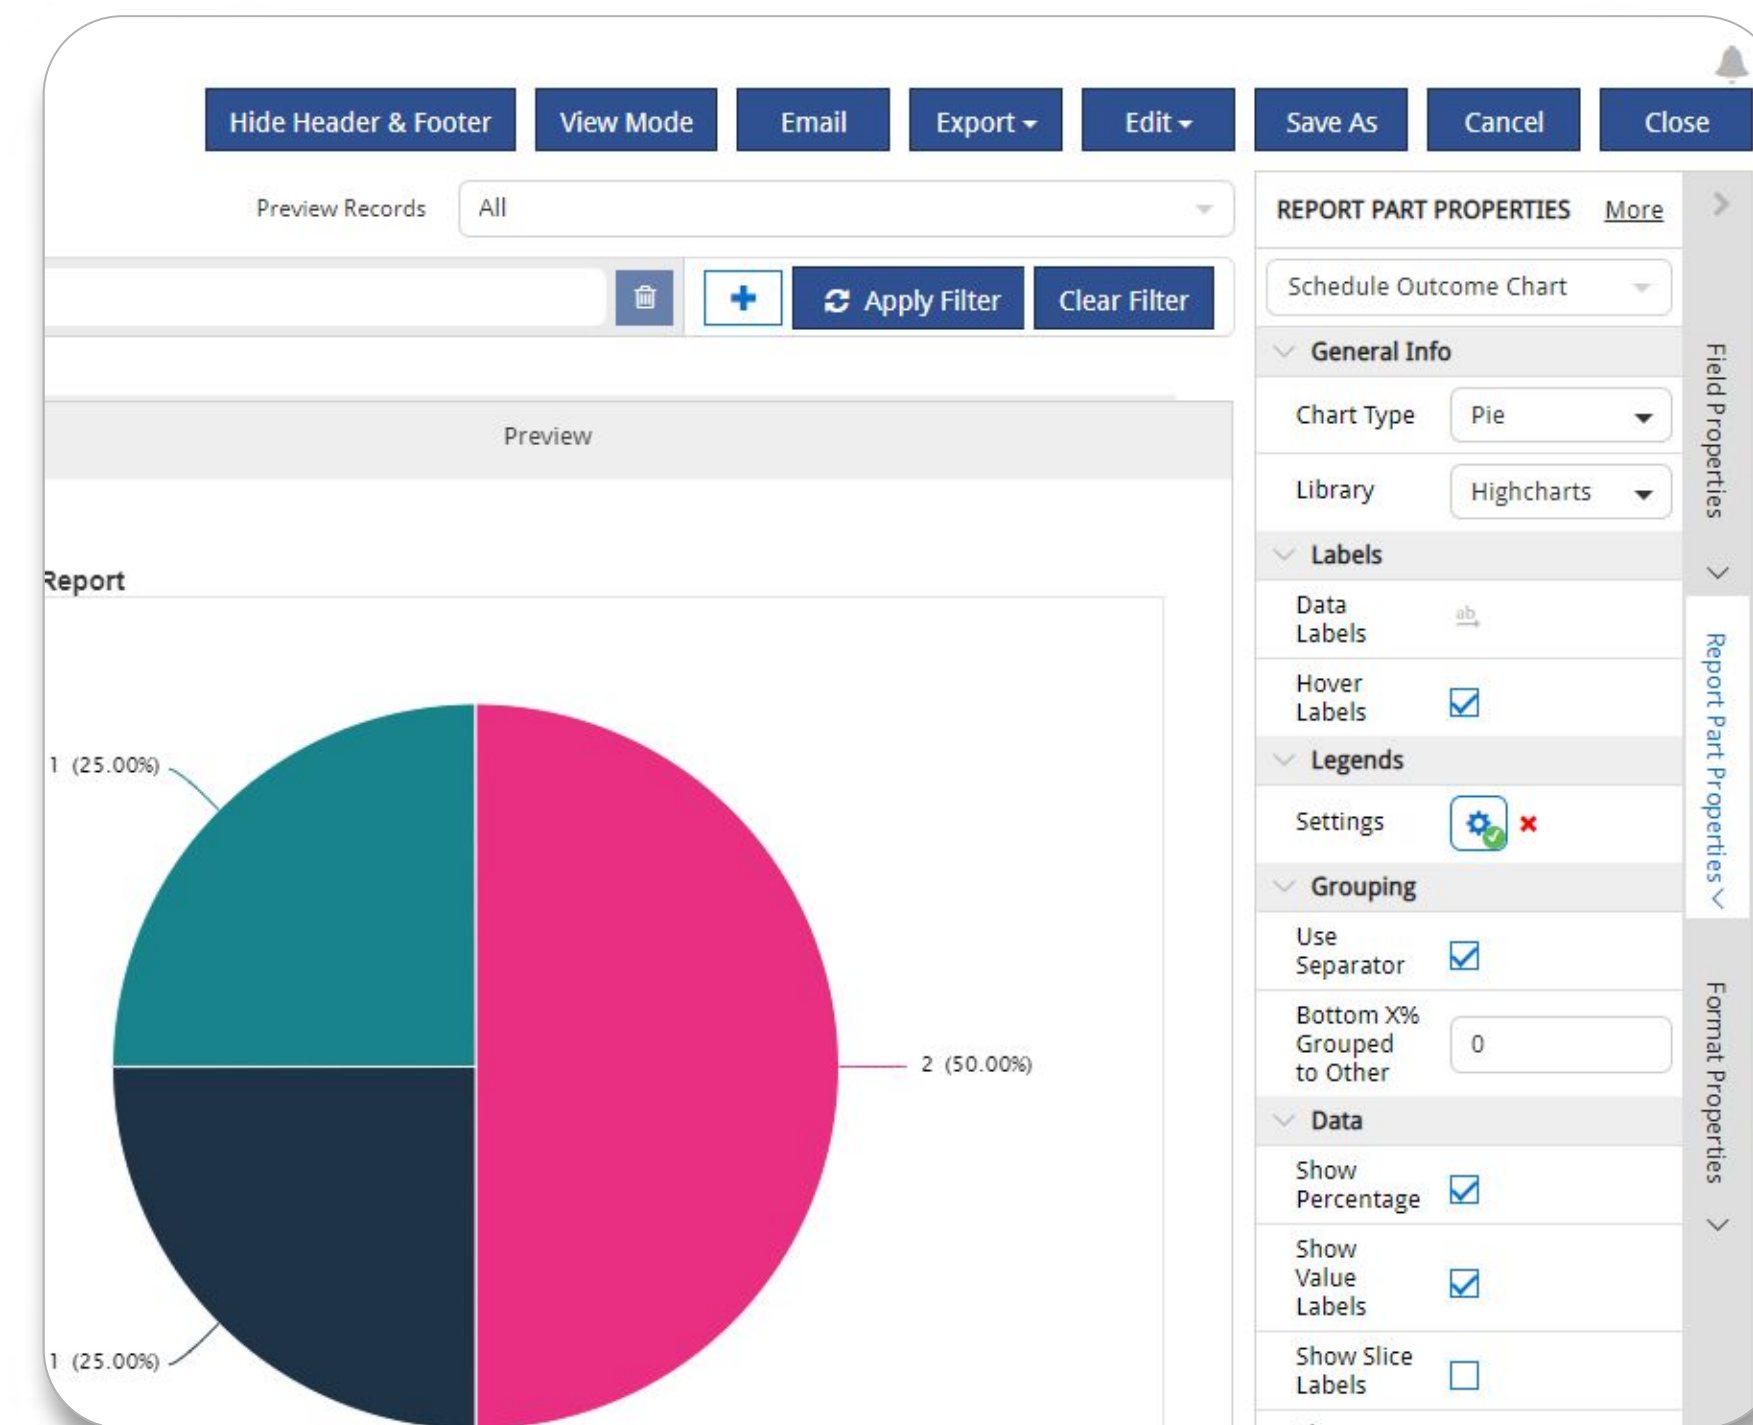 Hide Header & Footer View Mode Email Export Edit Save As Cancel Close
Preview Records All
Apply Filter Clear Filter
Preview
Report
1 (25.00%)
2 (50.00%)
1 (25.00%)
REPORT PART PROPERTIES More
Schedule Outcome Chart
General Info
Chart Type Pie
Library Highcharts
Labels
Data
Labels
ab
Hover
Labels
Legends
Settings
Grouping
Use
Separator
Bottom X%
Grouped
to Other
0
Data
Show
Percentage
Show
Value
Labels
Show Slice
Labels
Field Properties
Report Part Properties
Format Properties